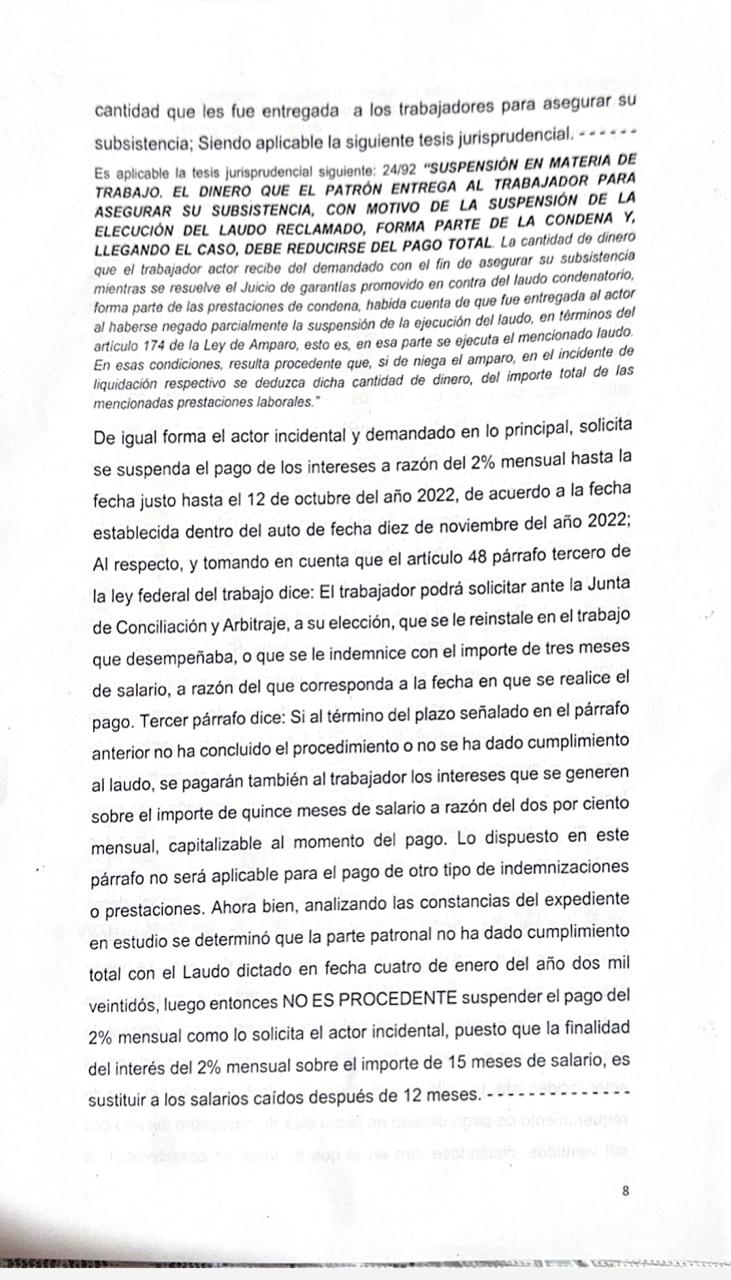 cantidad que les fue entregada a los trabajadores para asegurar su
subsistencia; Siendo aplicable la siguiente tesis jurisprudencial. - - - - - -
Es aplicable la tesis jurisprudencial siguiente: 24/92 "SUSPENSIÓN EN MATERIA DE
TRABAJO. EL DINERO QUE EL PATRÓN ENTREGA AL TRABAJADOR PARA
ASEGURAR SU SUBSISTENCIA, CON MOTIVO DE LA SUSPENSIÓN DE LA
ELECUCIÓN DEL LAUDO RECLAMADO, FORMA PARTE DE LA CONDENA Y,
LLEGANDO EL CASO, DEBE REDUCIRSE DEL PAGO TOTAL. La cantidad de dinero
que el trabajador actor recibe del demandado con el fin de asegurar su subsistencia
mientras se resuelve el Juicio de garantías promovido en contra del laudo condenatorio,
forma parte de las prestaciones de condena, habida cuenta de que fue entregada al actor
al haberse negado parcialmente la suspensión de la ejecución del laudo, en términos del
artículo 174 de la Ley de Amparo, esto es, en esa parte se ejecuta el mencionado laudo.
En esas condiciones, resulta procedente que, si de niega el amparo, en el incidente de
liquidación respectivo se deduzca dicha cantidad de dinero, del importe total de las
mencionadas prestaciones laborales."
De igual forma el actor incidental y demandado en lo principal, solicita
se suspenda el pago de los intereses a razón del 2% mensual hasta la
fecha justo hasta el 12 de octubre del año 2022, de acuerdo a la fecha
establecida dentro del auto de fecha diez de noviembre del año 2022;
Al respecto, y tomando en cuenta que el artículo 48 párrafo tercero de
la ley federal del trabajo dice: El trabajador podrá solicitar ante la Junta
de Conciliación y Arbitraje, a su elección, que se le reinstale en el trabajo
que desempeñaba, o que se le indemnice con el importe de tres meses
de salario, a razón del que corresponda a la fecha en que se realice el
pago. Tercer párrafo dice: Si al término del plazo señalado en el párrafo
anterior no ha concluido el procedimiento o no se ha dado cumplimiento
al laudo, se pagarán también al trabajador los intereses que se generen
sobre el importe de quince meses de salario a razón del dos por ciento
mensual, capitalizable al momento del pago. Lo dispuesto en este
párrafo no será aplicable para el pago de otro tipo de indemnizaciones
o prestaciones. Ahora bien, analizando las constancias del expediente
en estudio se determinó que la parte patronal no ha dado cumplimiento
total con el Laudo dictado en fecha cuatro de enero del año dos mil
veintidós, luego entonces NO ES PROCEDENTE suspender el pago del
2% mensual como lo solicita el actor incidental, puesto que la finalidad
del interés del 2% mensual sobre el importe de 15 meses de salario, es
sustituir a los salarios caídos después de 12 meses. - - - - - - - - - - - - - -
8